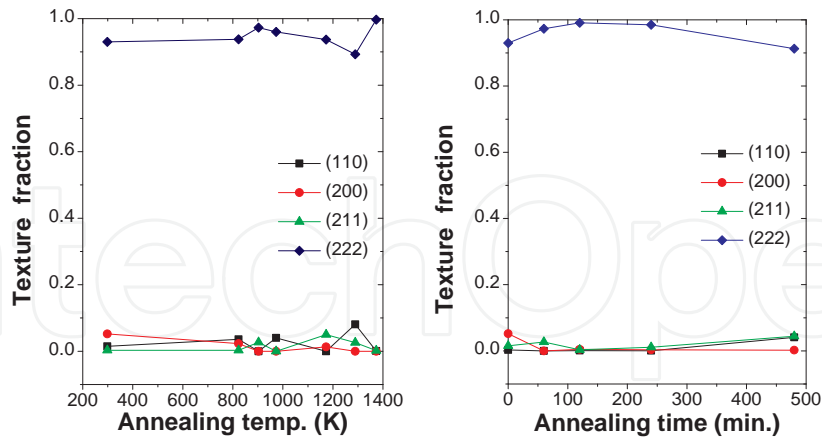 1.0
0.8
0.6
0.4
0.2
0.0
Texture fraction
(110)
(200)
(211)
(222)
200 400 600 800 1000 1200 1400
Annealing temp. (K)
1.0
0.8
0.6
0.4
0.2
0.0
Texture fraction
(110)
(200)
(211)
(222)
0 100 200 300 400 500
Annealing time (min.)
techOpe